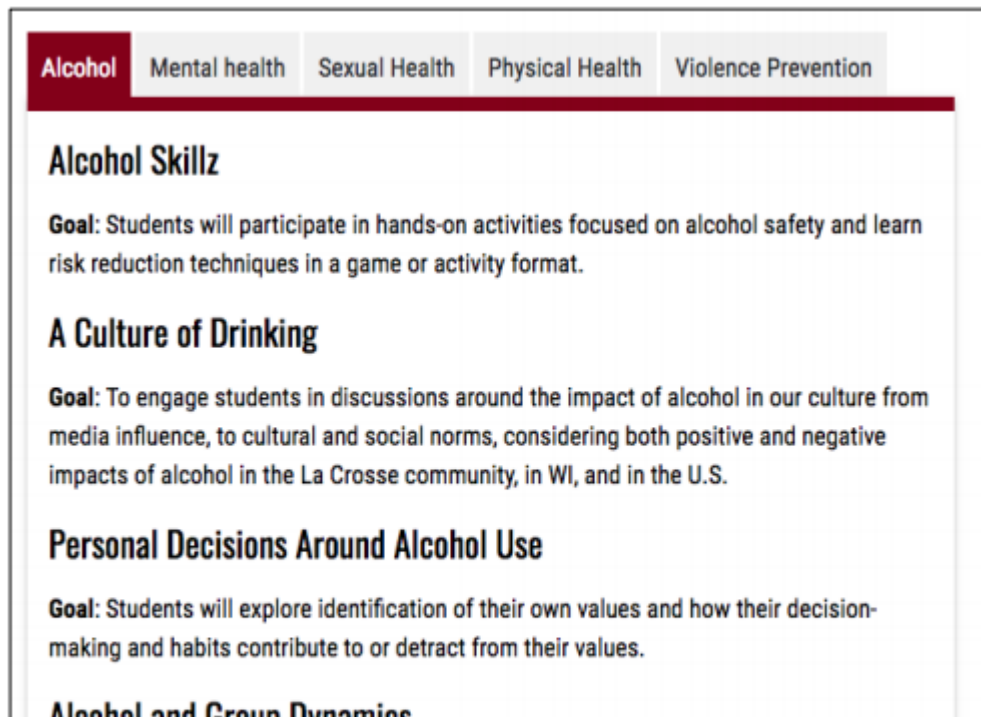 Alcohol Mental health Sexual Health Physical Health Violence Prevention
Alcohol Skillz
Goal: Students will participate in hands-on activities focused on alcohol safety and learn
risk reduction techniques in a game or activity format.
A Culture of Drinking
Goal: To engage students in discussions around the impact of alcohol in our culture from
media influence, to cultural and social norms, considering both positive and negative
impacts of alcohol in the La Crosse community, in WI, and in the U.S.
Personal Decisions Around Alcohol Use
Goal: Students will explore identification of their own values and how their decision-
making and habits contribute to or detract from their values.
Alcohol and Group Dynamics